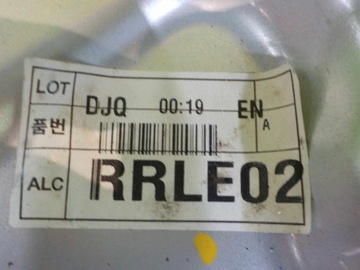 LOT DJQ 00:19 EN
품번 A
ALC RRLE02